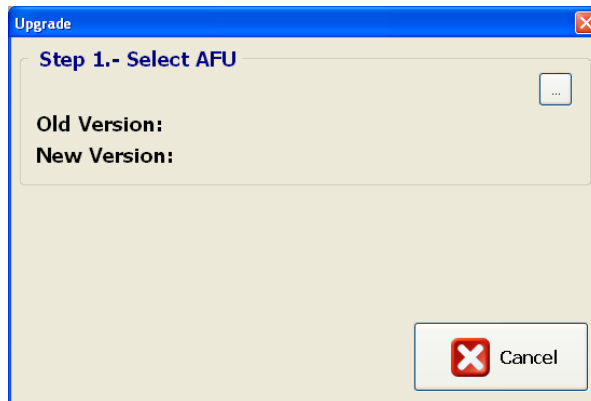 Upgrade
Step 1.- Select AFU
...
Old Version:
New Version:
Cancel